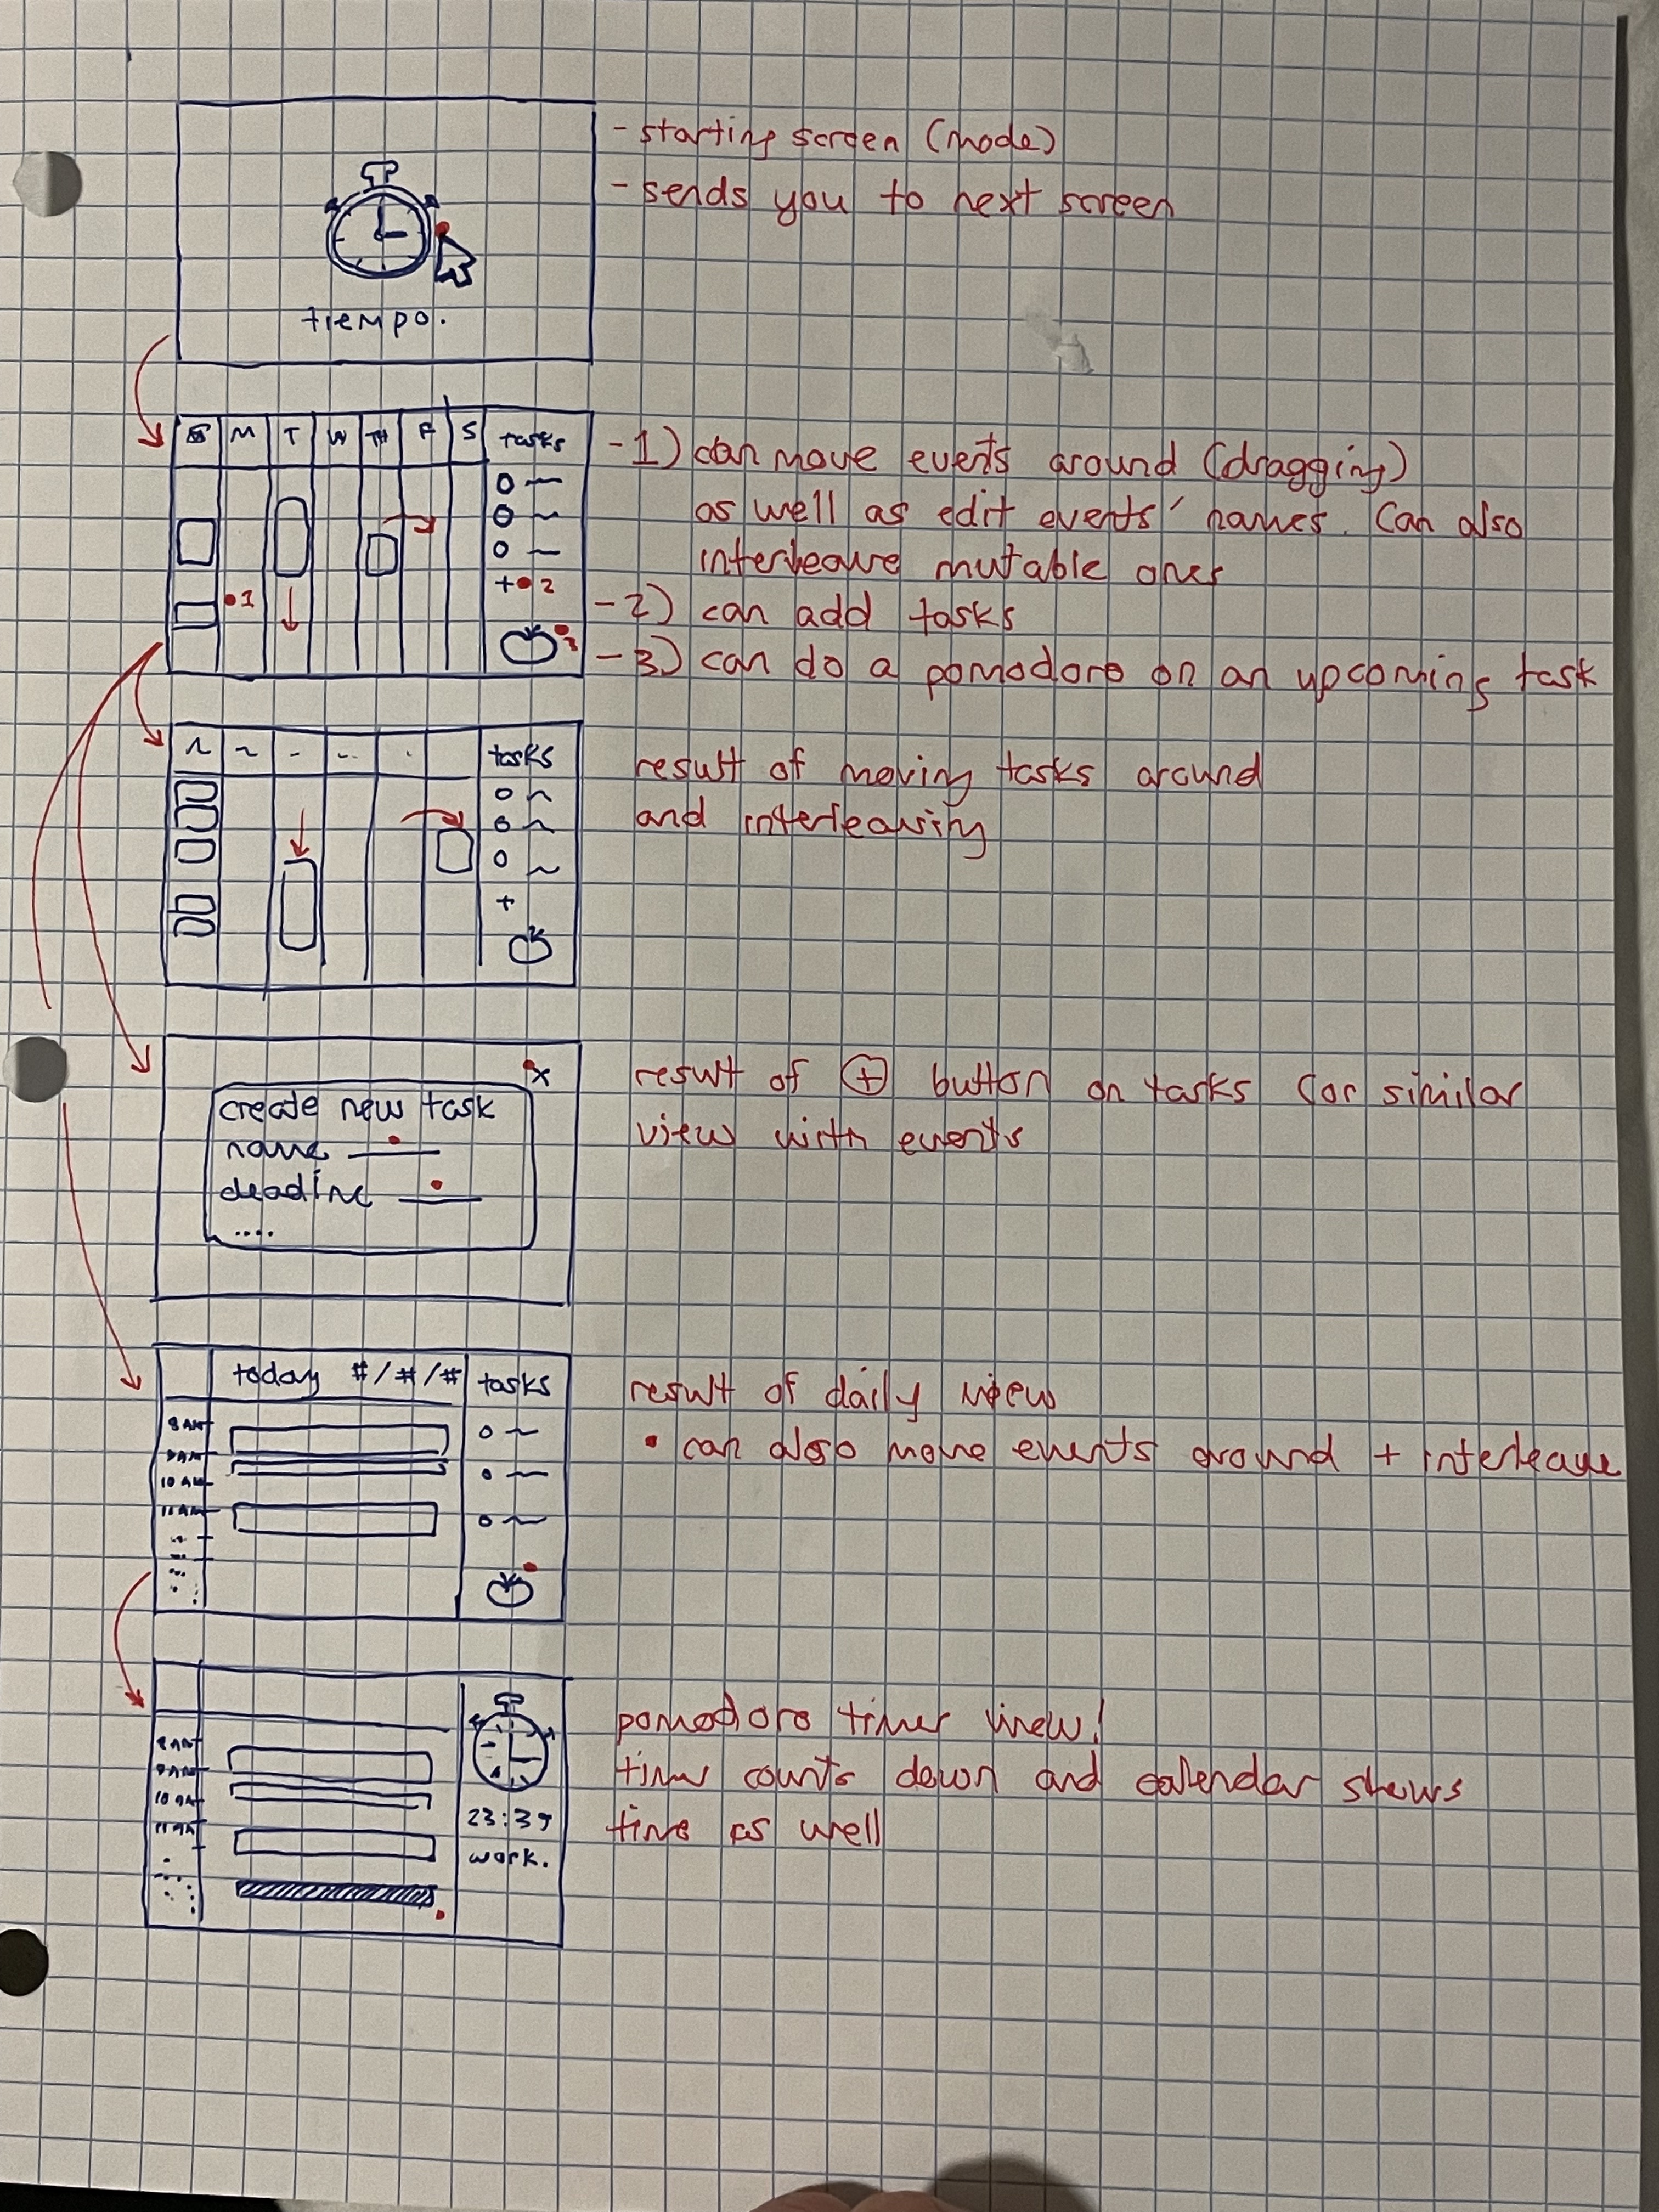 - starting screen (mode)
- sends you to next screen
tiempo.
M T W TH F S tasks
- 1) can move events around (dragging)
as well as edit events' names. Can also
interleave mutable ones
•1
+ • 2
- 2) can add tasks
3
- 3) can do a pomodoro on an upcoming task
tasks
result of moving tasks around
and interleaving
+
x
result of + button on tasks (or similar
view with events
create new task
name
deadline
....
today #/#/# tasks
result of daily view
• can also move events around + interleave
8 AM
9 AM
10 AM
11 AM
pomodoro timer view!
8 AM
9 AM
timer counts down and calendar shows
10 AM
23:39
time as well
11 AM
work.